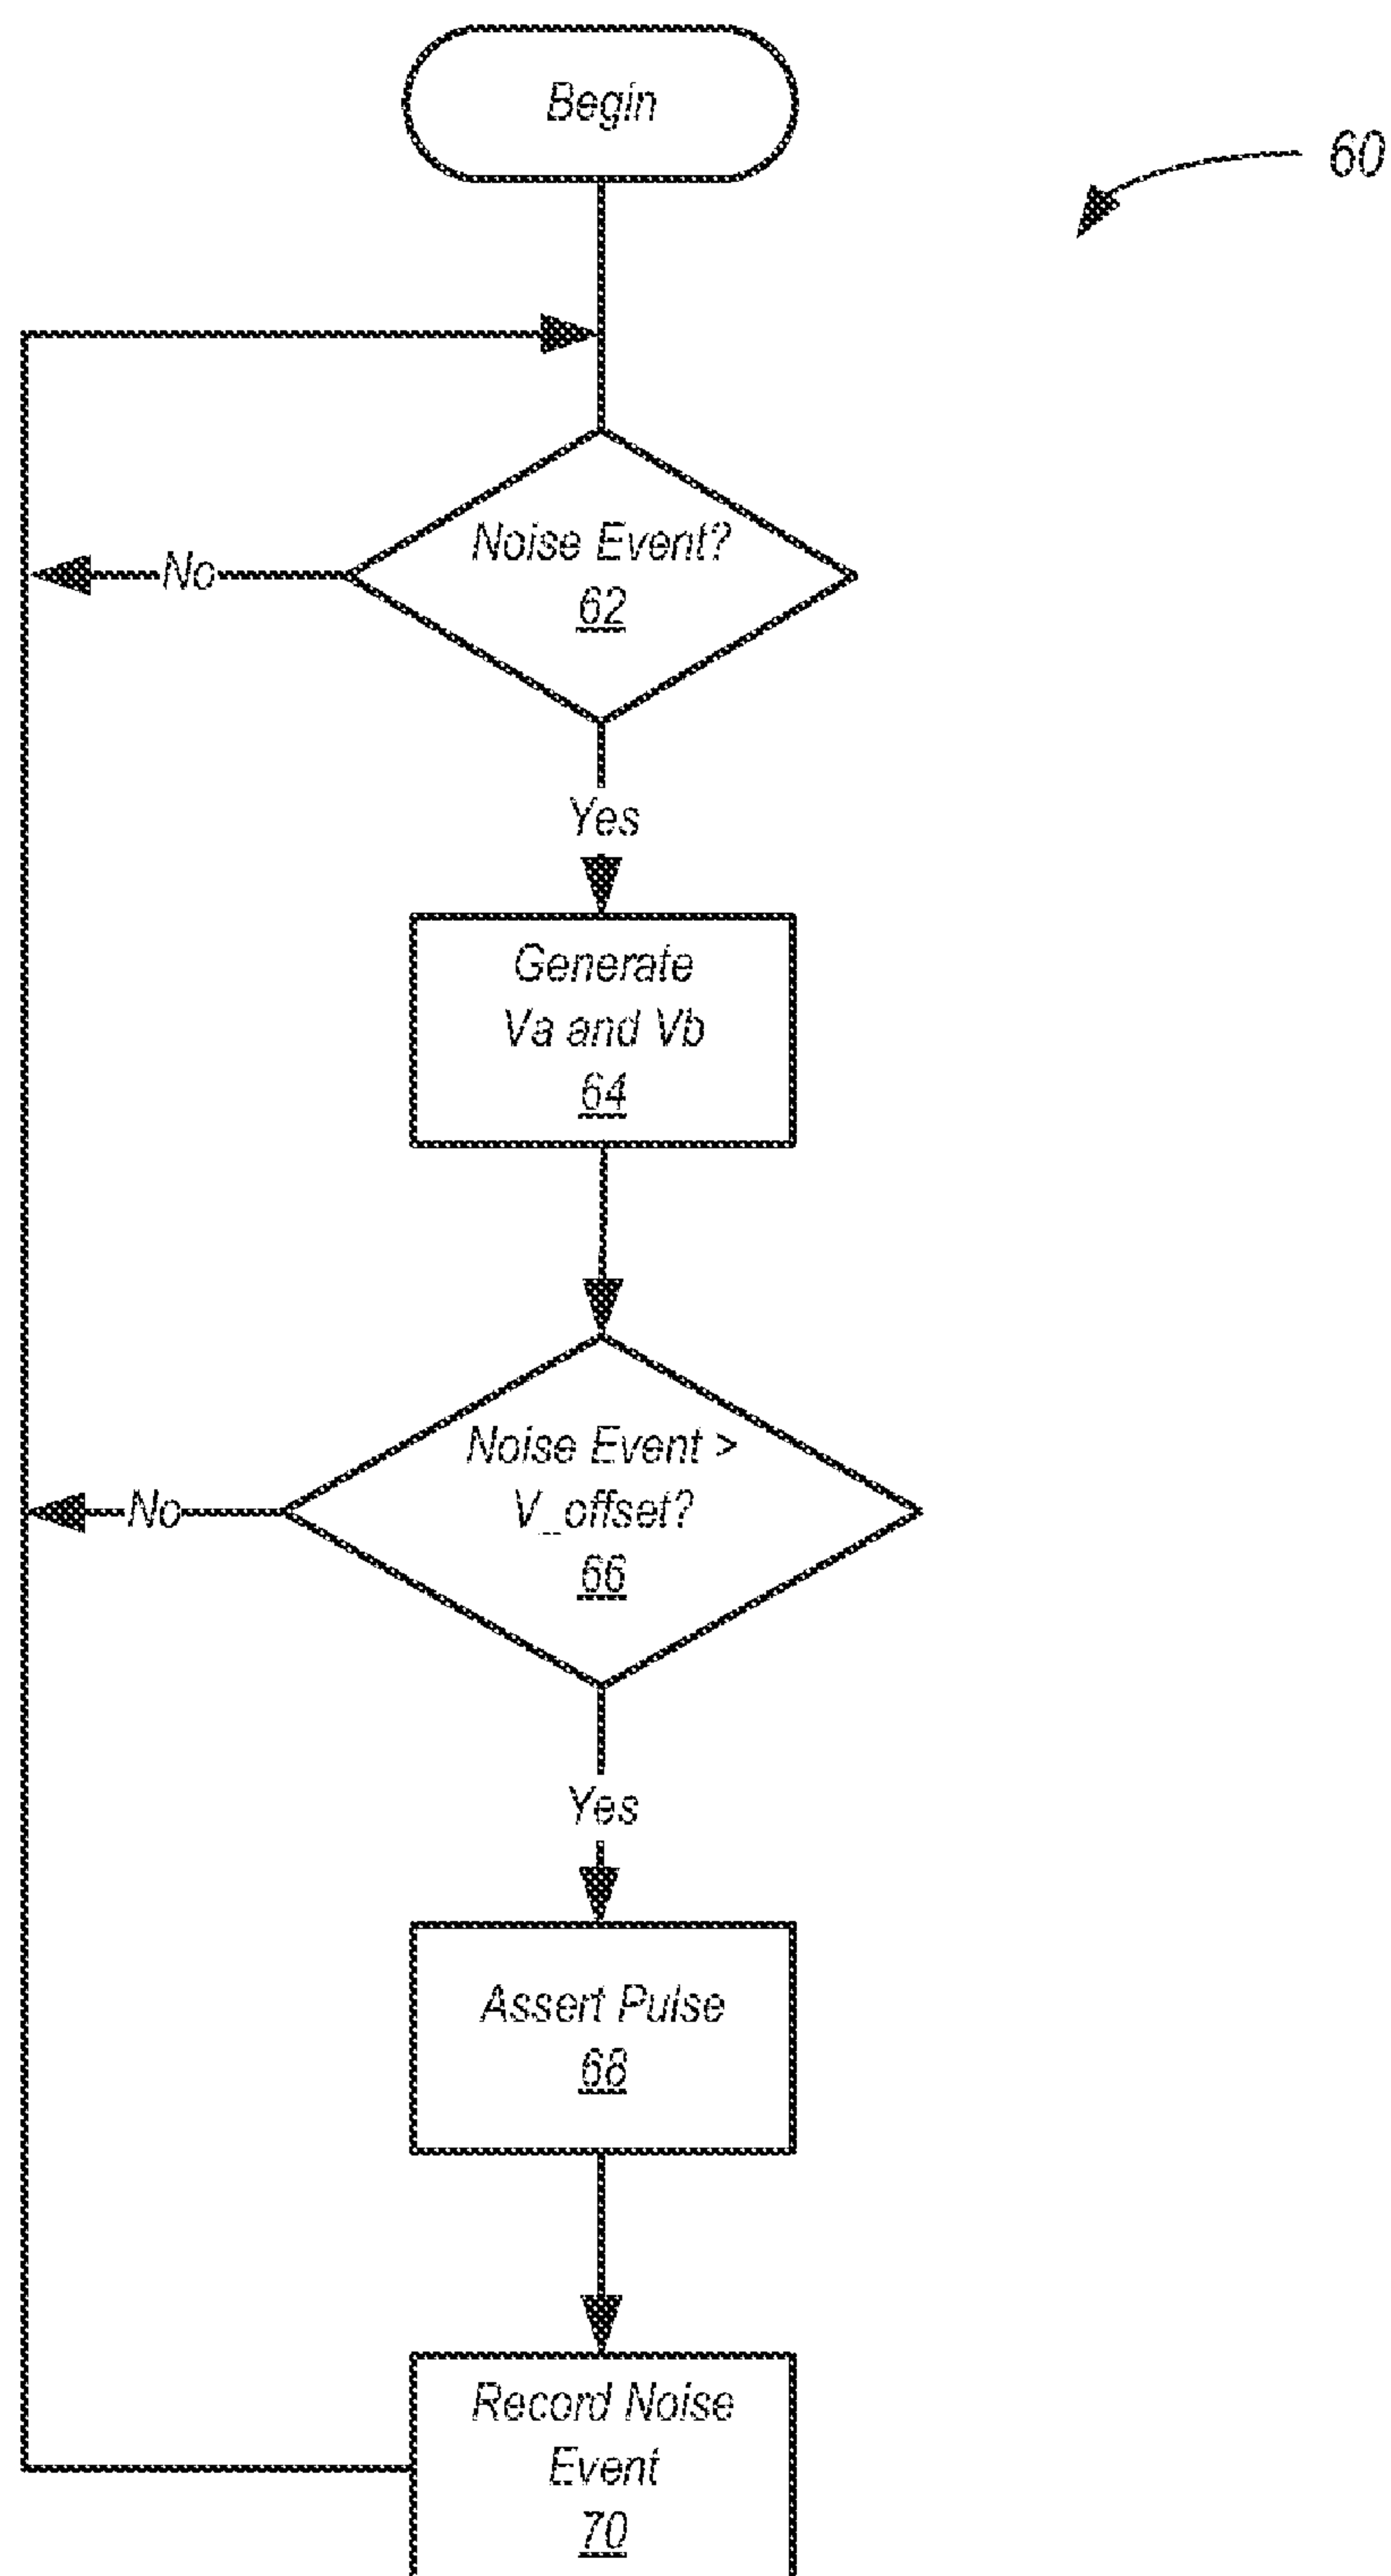 Begin
60
Noise Event?
62
No
Yes
Generate
Va and Vb
64
Noise Event >
V_offset?
66
No
Yes
Assert Pulse
68
Record Noise
Event
70